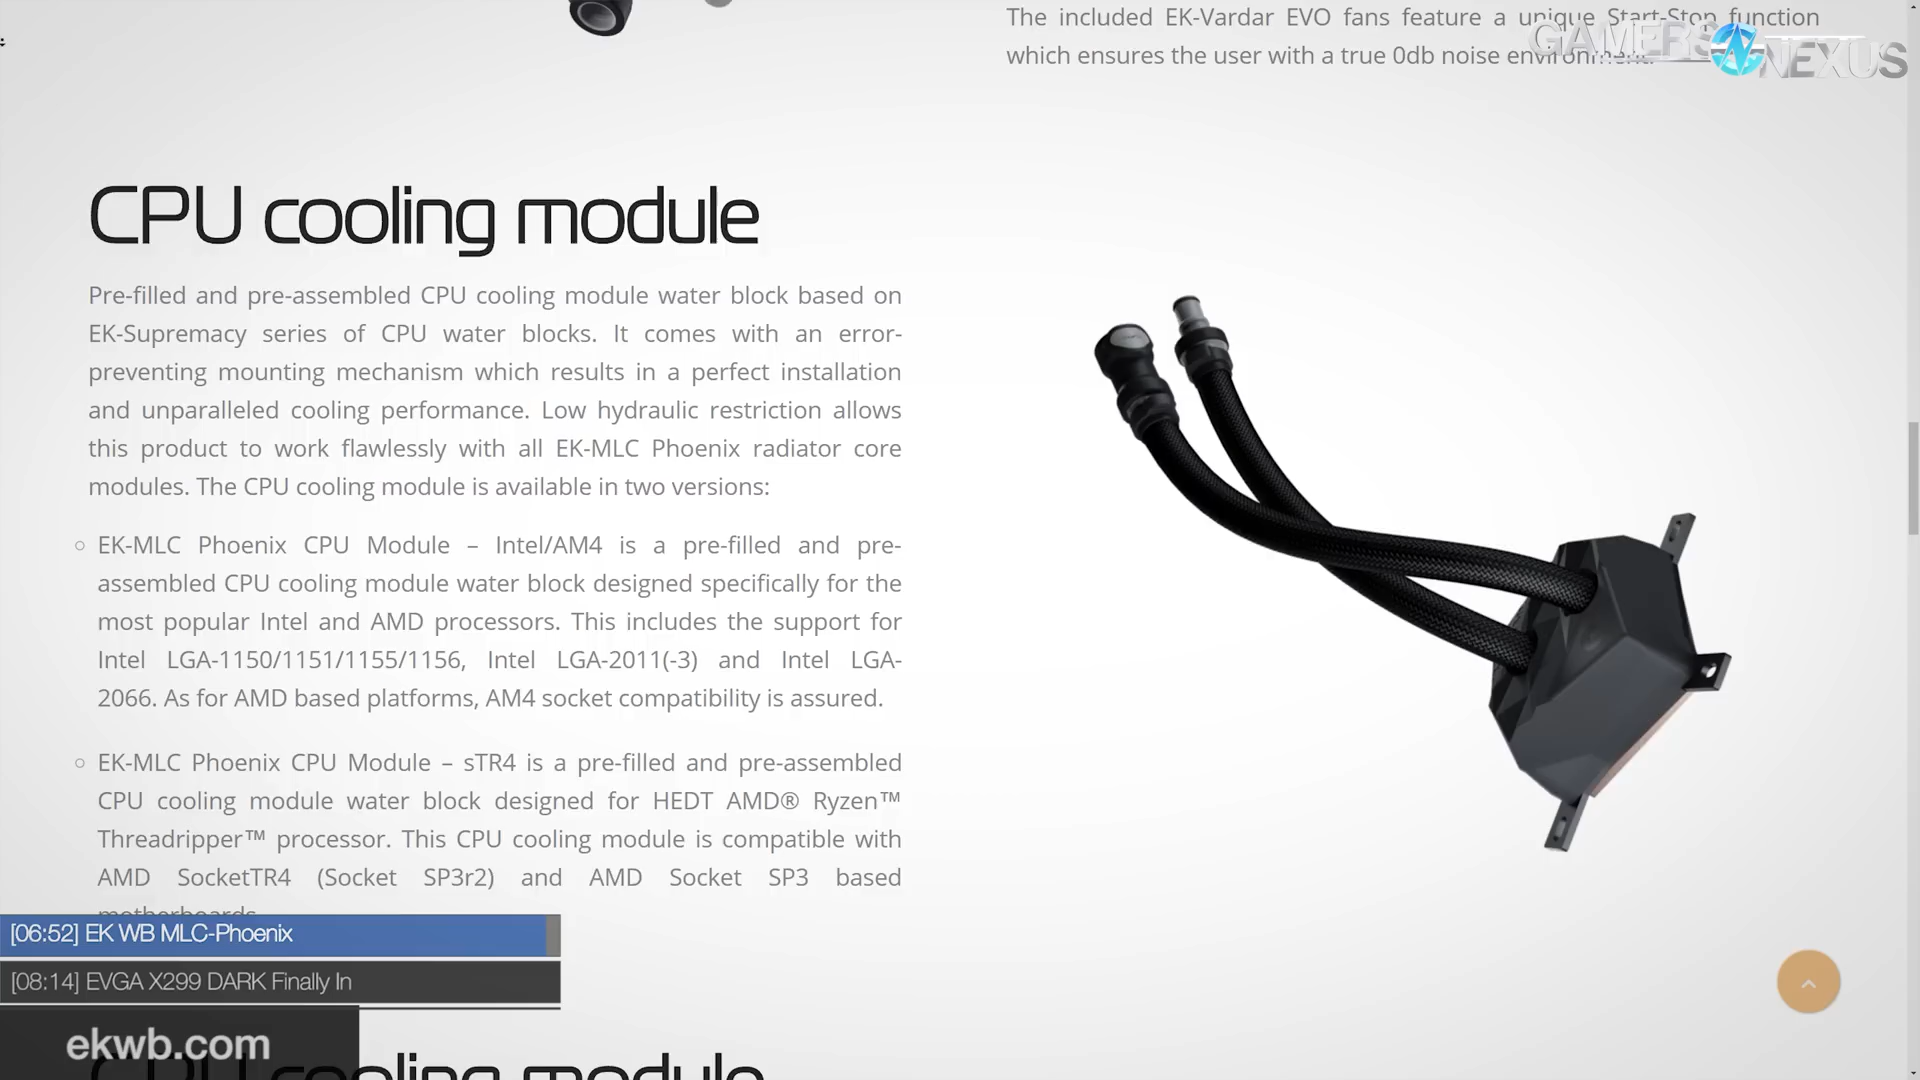 The included EK-Vardar EVO fans feature a unique Start-Stop function
which ensures the user with a true 0db noise environment.
GAMERS
NEXUS
CPU cooling module
Pre-filled and pre-assembled CPU cooling module water block based on
EK-Supremacy series of CPU water blocks. It comes with an error-
preventing mounting mechanism which results in a perfect installation
and unparalleled cooling performance. Low hydraulic restriction allows
this product to work flawlessly with all EK-MLC Phoenix radiator core
modules. The CPU cooling module is available in two versions:
EK-MLC Phoenix CPU Module – Intel/AM4 is a pre-filled and pre-
assembled CPU cooling module water block designed specifically for the
most popular Intel and AMD processors. This includes the support for
Intel LGA-1150/1151/1155/1156, Intel LGA-2011(-3) and Intel LGA-
2066. As for AMD based platforms, AM4 socket compatibility is assured.
EK-MLC Phoenix CPU Module – sTR4 is a pre-filled and pre-assembled
CPU cooling module water block designed for HEDT AMD® Ryzen™
Threadripper™ processor. This CPU cooling module is compatible with
AMD SocketTR4 (Socket SP3r2) and AMD Socket SP3 based
motherboards.
[06:52] EK WB MLC-Phoenix
[08:14] EVGA X299 DARK Finally In
ekwb.com
CPU cooling module